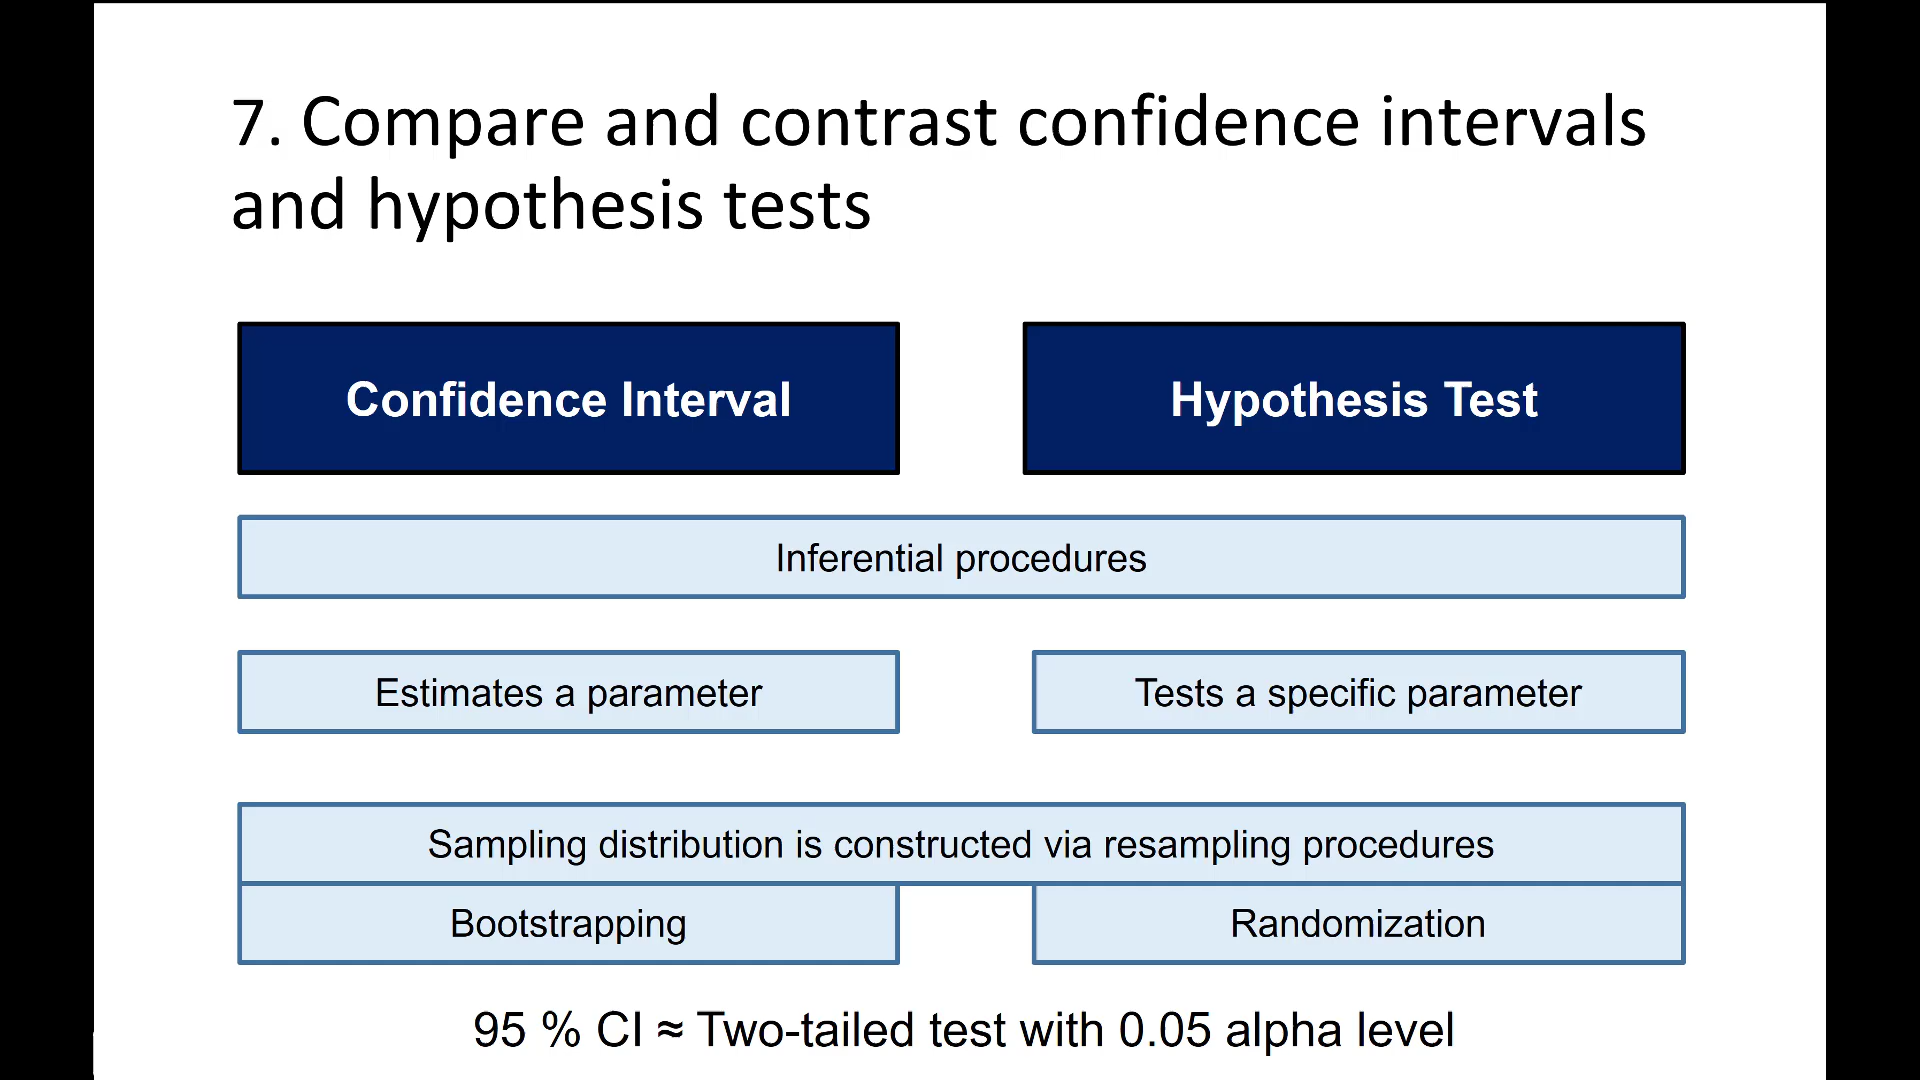 7. Compare and contrast confidence intervals
and hypothesis tests
Confidence Interval
Hypothesis Test
Inferential procedures
Estimates a parameter
Tests a specific parameter
Sampling distribution is constructed via resampling procedures
Bootstrapping
Randomization
95 % CI ≈ Two-tailed test with 0.05 alpha level